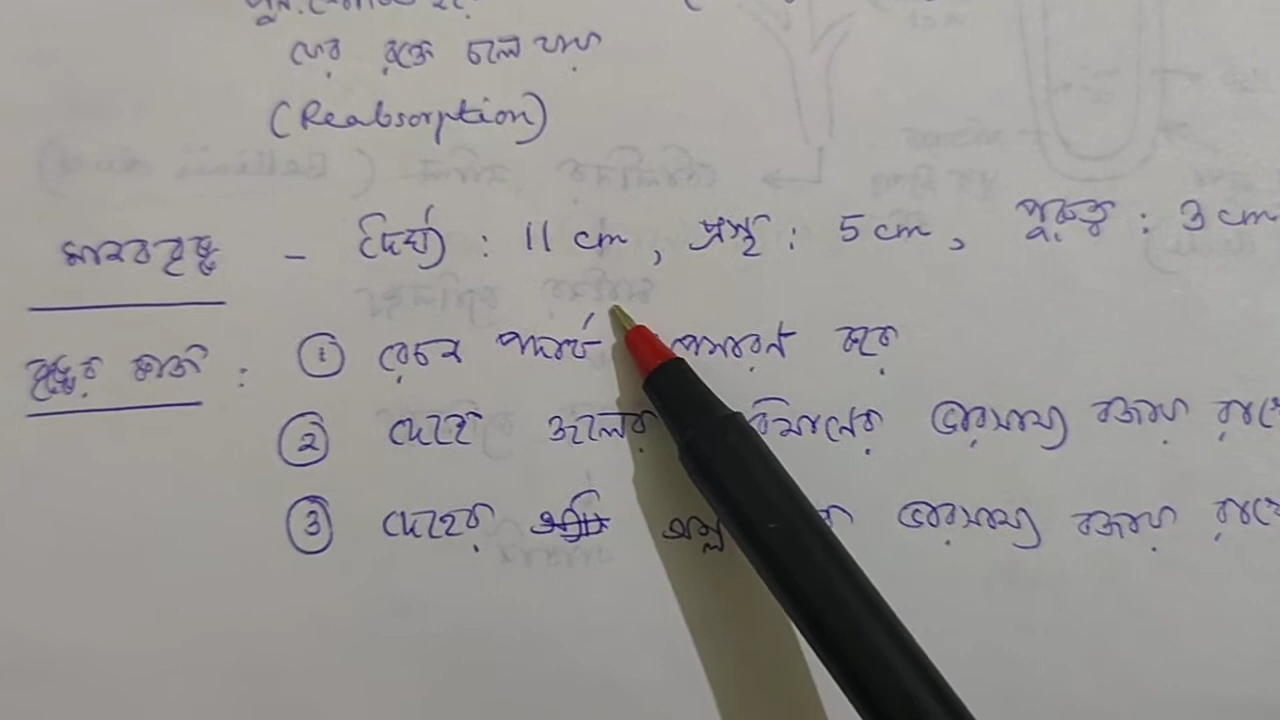 ফের রক্তে চলে যায়
(Reabsorption)
মানববৃক্ক – দৈর্ঘ্য : 11 cm, প্রস্থ : 5 cm, পুরুত্ব : 3 cm
বৃক্কের কাজ : ① রেচন পদার্থ অপসারণ করে
② দেহে জলের ভারসাম্য বজায় রাখে
③ দেহের অম্ল ভারসাম্য বজায় রাখে